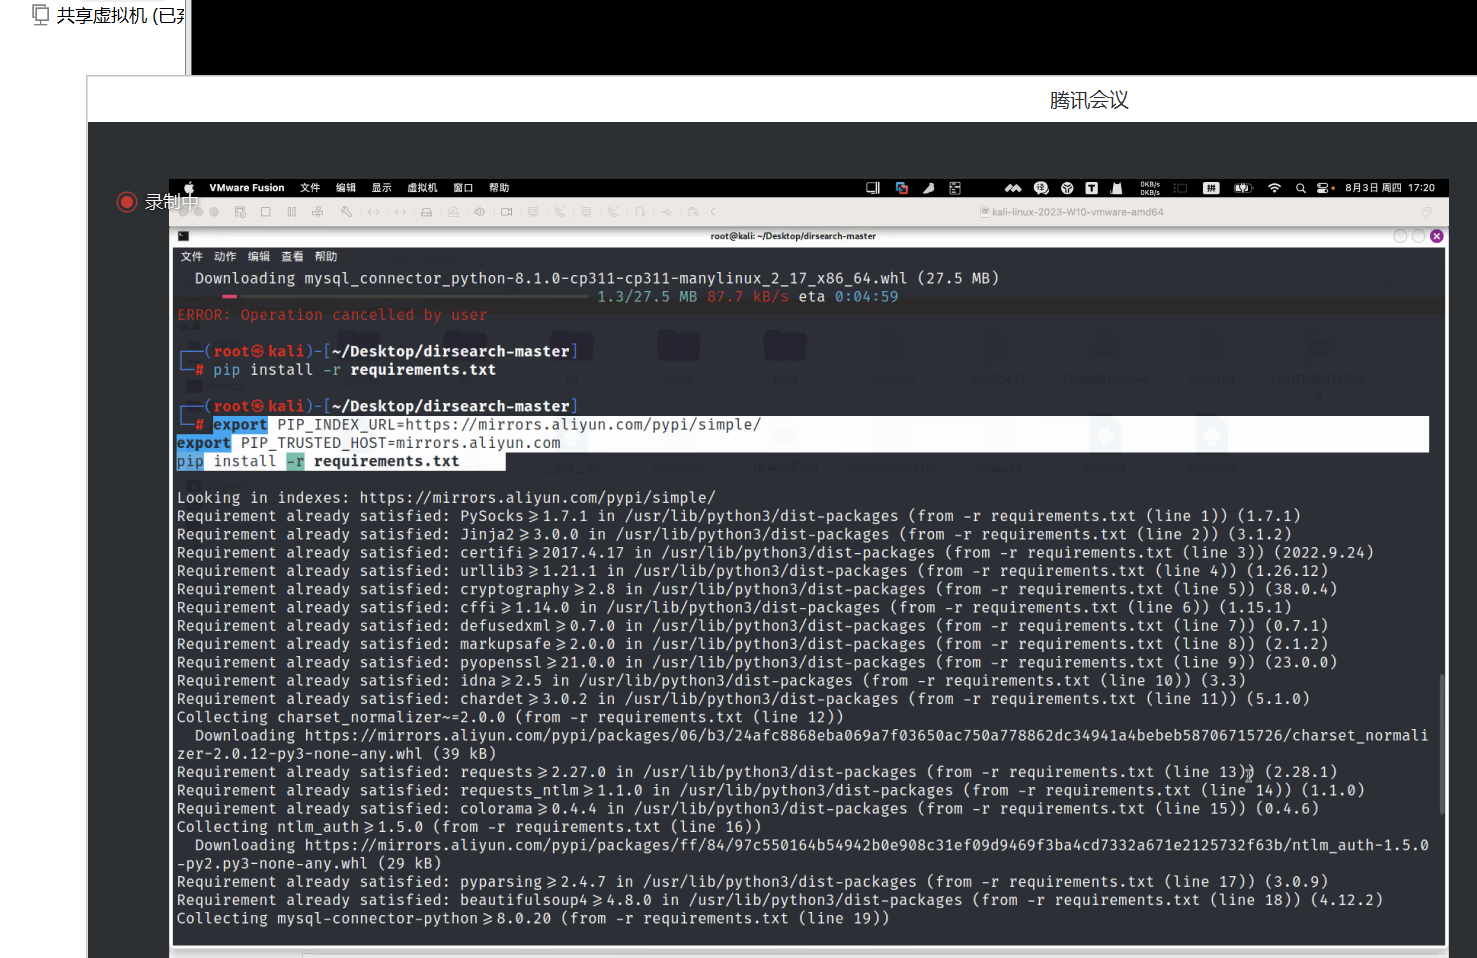 共享虚拟机 (已弃
腾讯会议
录制中
VMware Fusion 文件 编辑 显示 虚拟机 窗口 帮助
0KB/s
0KB/s
拼
8月3日 周四 17:20
kali-linux-2023-W10-vmware-amd64
root@kali: ~/Desktop/dirsearch-master
文件 动作 编辑 查看 帮助
Downloading mysql_connector_python-8.1.0-cp311-cp311-manylinux_2_17_x86_64.whl (27.5 MB)
1.3/27.5 MB 87.7 kB/s eta 0:04:59
ERROR: Operation cancelled by user
┌──(root㉿kali)-[~/Desktop/dirsearch-master]
└─# pip install -r requirements.txt
┌──(root㉿kali)-[~/Desktop/dirsearch-master]
└─# export PIP_INDEX_URL=https://mirrors.aliyun.com/pypi/simple/
export PIP_TRUSTED_HOST=mirrors.aliyun.com
pip install -r requirements.txt
Looking in indexes: https://mirrors.aliyun.com/pypi/simple/
Requirement already satisfied: PySocks≥1.7.1 in /usr/lib/python3/dist-packages (from -r requirements.txt (line 1)) (1.7.1)
Requirement already satisfied: Jinja2≥3.0.0 in /usr/lib/python3/dist-packages (from -r requirements.txt (line 2)) (3.1.2)
Requirement already satisfied: certifi≥2017.4.17 in /usr/lib/python3/dist-packages (from -r requirements.txt (line 3)) (2022.9.24)
Requirement already satisfied: urllib3≥1.21.1 in /usr/lib/python3/dist-packages (from -r requirements.txt (line 4)) (1.26.12)
Requirement already satisfied: cryptography≥2.8 in /usr/lib/python3/dist-packages (from -r requirements.txt (line 5)) (38.0.4)
Requirement already satisfied: cffi≥1.14.0 in /usr/lib/python3/dist-packages (from -r requirements.txt (line 6)) (1.15.1)
Requirement already satisfied: defusedxml≥0.7.0 in /usr/lib/python3/dist-packages (from -r requirements.txt (line 7)) (0.7.1)
Requirement already satisfied: markupsafe≥2.0.0 in /usr/lib/python3/dist-packages (from -r requirements.txt (line 8)) (2.1.2)
Requirement already satisfied: pyopenssl≥21.0.0 in /usr/lib/python3/dist-packages (from -r requirements.txt (line 9)) (23.0.0)
Requirement already satisfied: idna≥2.5 in /usr/lib/python3/dist-packages (from -r requirements.txt (line 10)) (3.3)
Requirement already satisfied: chardet≥3.0.2 in /usr/lib/python3/dist-packages (from -r requirements.txt (line 11)) (5.1.0)
Collecting charset_normalizer~=2.0.0 (from -r requirements.txt (line 12))
Downloading https://mirrors.aliyun.com/pypi/packages/06/b3/24afc8868eba069a7f03650ac750a778862dc34941a4bebeb58706715726/charset_normali
zer-2.0.12-py3-none-any.whl (39 kB)
Requirement already satisfied: requests≥2.27.0 in /usr/lib/python3/dist-packages (from -r requirements.txt (line 13)) (2.28.1)
Requirement already satisfied: requests_ntlm≥1.1.0 in /usr/lib/python3/dist-packages (from -r requirements.txt (line 14)) (1.1.0)
Requirement already satisfied: colorama≥0.4.4 in /usr/lib/python3/dist-packages (from -r requirements.txt (line 15)) (0.4.6)
Collecting ntlm_auth≥1.5.0 (from -r requirements.txt (line 16))
Downloading https://mirrors.aliyun.com/pypi/packages/ff/84/97c550164b54942b0e908c31ef09d9469f3ba4cd7332a671e2125732f63b/ntlm_auth-1.5.0
-py2.py3-none-any.whl (29 kB)
Requirement already satisfied: pyparsing≥2.4.7 in /usr/lib/python3/dist-packages (from -r requirements.txt (line 17)) (3.0.9)
Requirement already satisfied: beautifulsoup4≥4.8.0 in /usr/lib/python3/dist-packages (from -r requirements.txt (line 18)) (4.12.2)
Collecting mysql-connector-python≥8.0.20 (from -r requirements.txt (line 19))